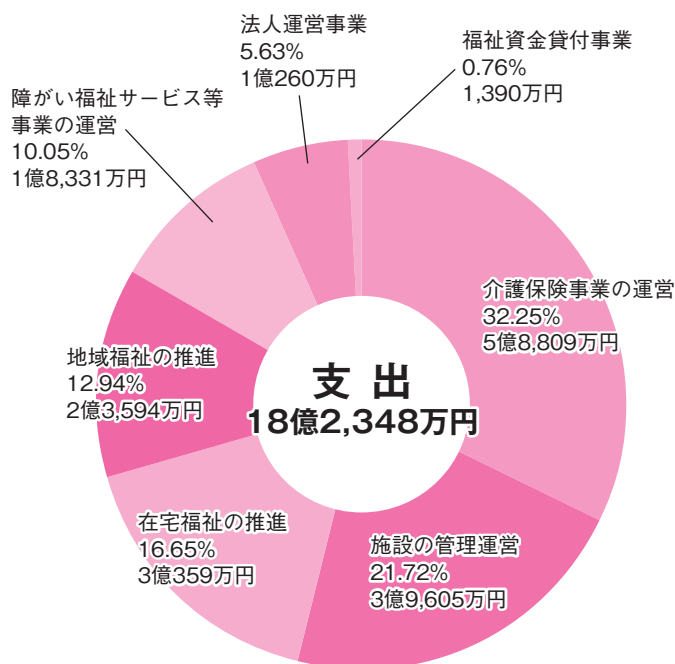 法人運営事業
5.63%
1億260万円
福祉資金貸付事業
0.76%
1,390万円
障がい福祉サービス等
事業の運営
10.05%
1億8,331万円
介護保険事業の運営
32.25%
5億8,809万円
地域福祉の推進
12.94%
2億3,594万円
支出
18億2,348万円
在宅福祉の推進
16.65%
3億359万円
施設の管理運営
21.72%
3億9,605万円